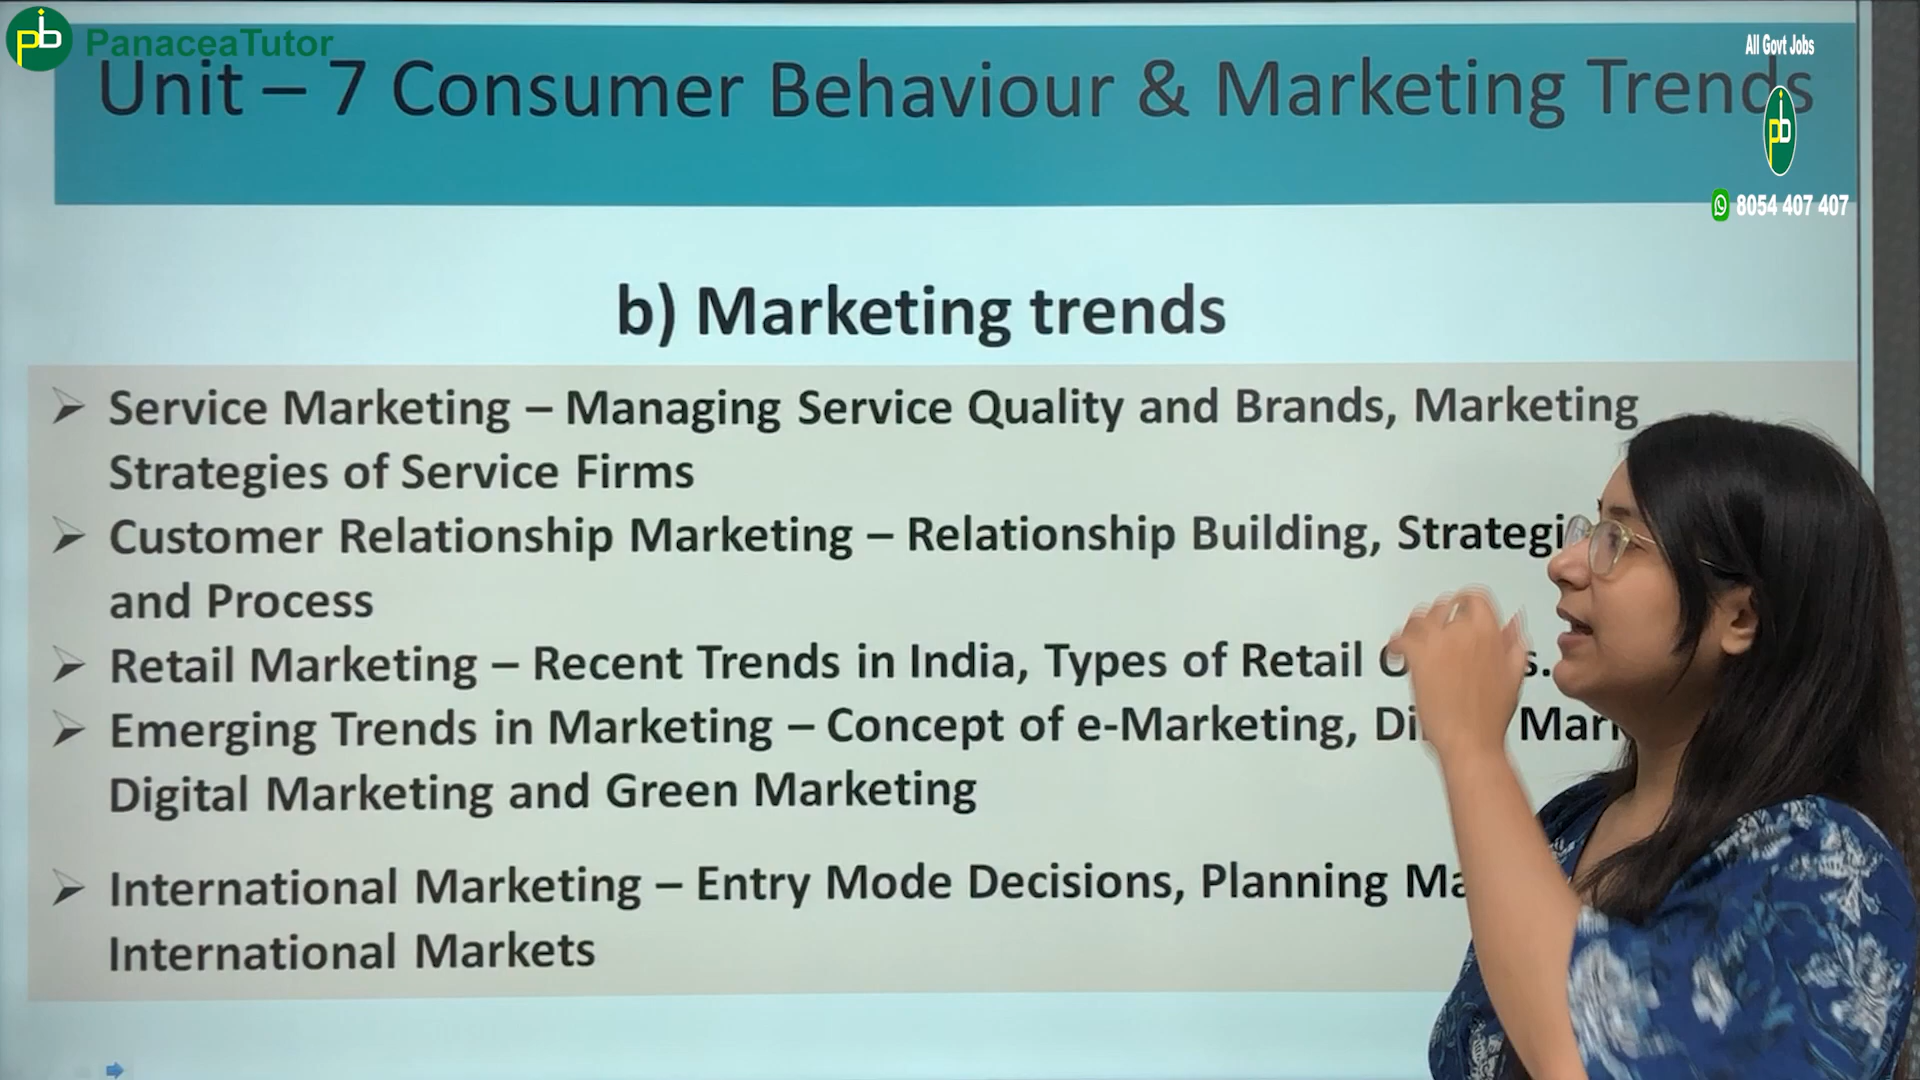 PanaceaTutor
All Govt Jobs
Unit – 7 Consumer Behaviour & Marketing Trends
pb
8054 407 407
b) Marketing trends
➢ Service Marketing – Managing Service Quality and Brands, Marketing
Strategies of Service Firms
➢ Customer Relationship Marketing – Relationship Building,
and Process
➢ Retail Marketing – Recent Trends in India, Types of Retail
➢ Emerging Trends in Marketing – Concept of e-Marketing,
Digital Marketing and Green Marketing
➢ International Marketing – Entry Mode Decisions, Planning
International Markets